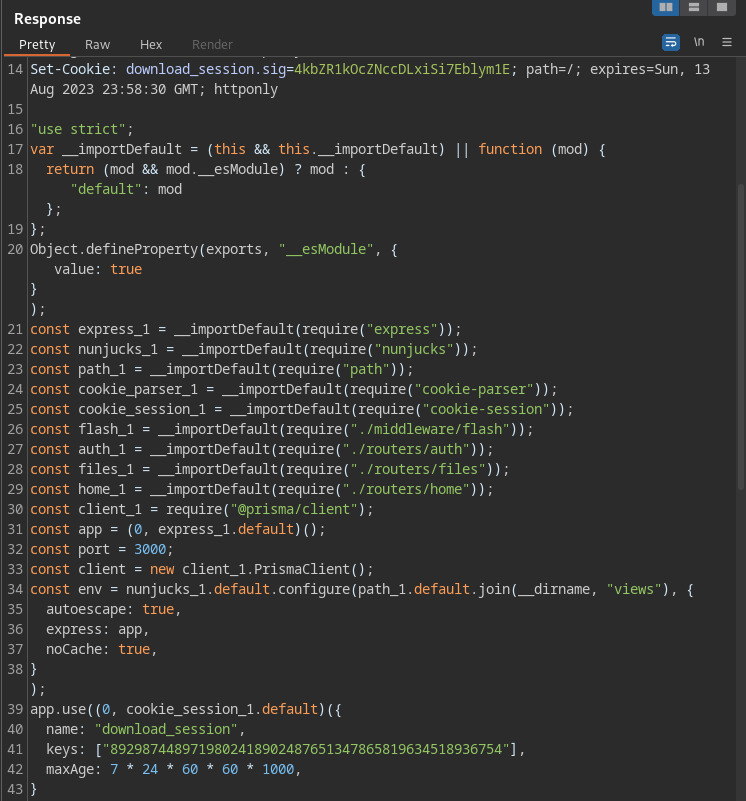 Response
Pretty Raw Hex Render
\n
14 Set-Cookie: download_session.sig=4kbZR1kOcZNccDLxiSi7Eblym1E; path=/; expires=Sun, 13
Aug 2023 23:58:30 GMT; httponly
15
16 "use strict";
17 var __importDefault = (this && this.__importDefault) || function (mod) {
18   return (mod && mod.__esModule) ? mod : {
     "default": mod
  };
19 };
20 Object.defineProperty(exports, "__esModule", {
   value: true
}
);
21 const express_1 = __importDefault(require("express"));
22 const nunjucks_1 = __importDefault(require("nunjucks"));
23 const path_1 = __importDefault(require("path"));
24 const cookie_parser_1 = __importDefault(require("cookie-parser"));
25 const cookie_session_1 = __importDefault(require("cookie-session"));
26 const flash_1 = __importDefault(require("./middleware/flash"));
27 const auth_1 = __importDefault(require("./routers/auth"));
28 const files_1 = __importDefault(require("./routers/files"));
29 const home_1 = __importDefault(require("./routers/home"));
30 const client_1 = require("@prisma/client");
31 const app = (0, express_1.default)();
32 const port = 3000;
33 const client = new client_1.PrismaClient();
34 const env = nunjucks_1.default.configure(path_1.default.join(__dirname, "views"), {
35   autoescape: true,
36   express: app,
37   noCache: true,
38 }
);
39 app.use((0, cookie_session_1.default)({
40   name: "download_session",
41   keys: ["8929874489719802418902487651347865819634518936754"],
42   maxAge: 7 * 24 * 60 * 60 * 1000,
43 }